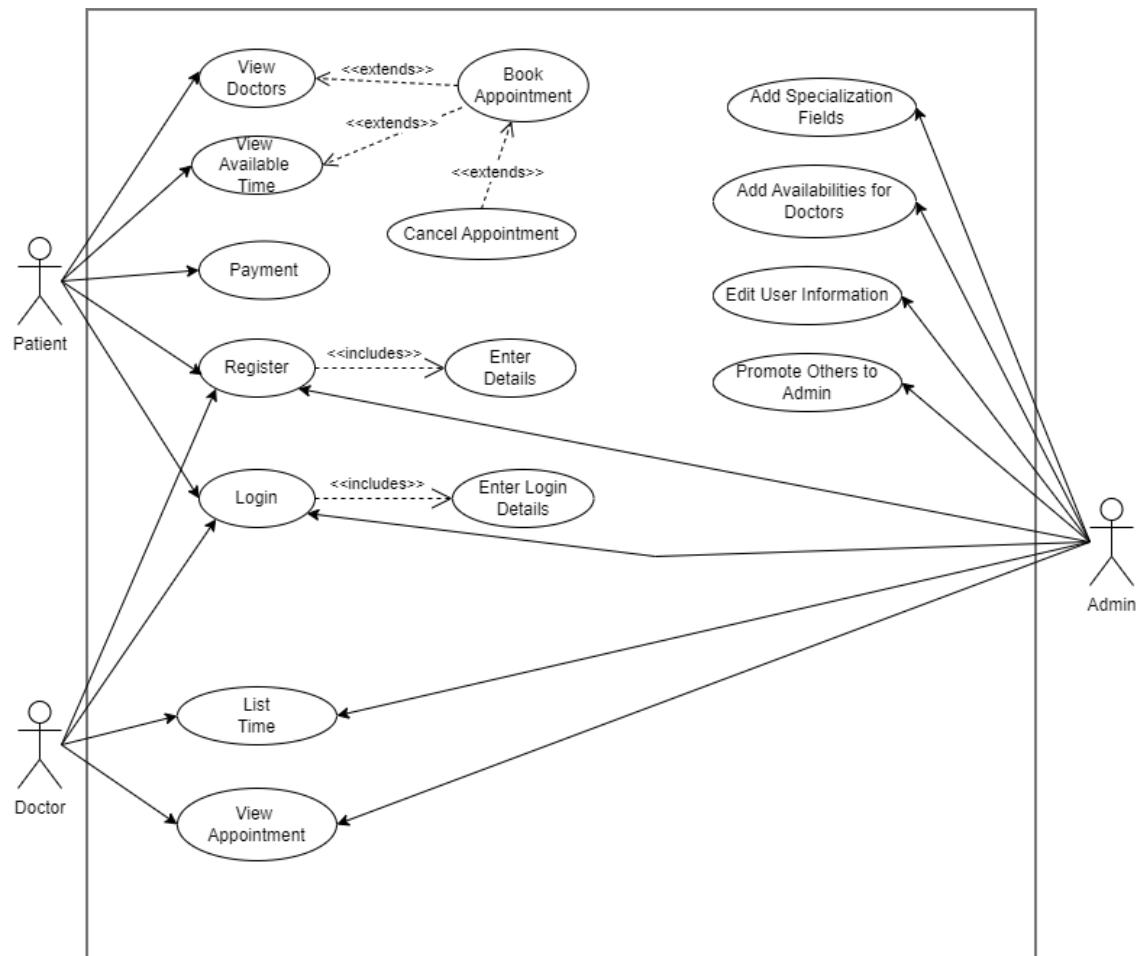 View
Doctors
<<extends>>
Book
Appointment
Add Specialization
Fields
<<extends>>
View
Available
Time
<<extends>>
Add Availabilities for
Doctors
Cancel Appointment
Payment
Edit User Information
Patient
Register
<<includes>>
Enter
Details
Promote Others to
Admin
Login
<<includes>>
Enter Login
Details
Admin
List
Time
Doctor
View
Appointment